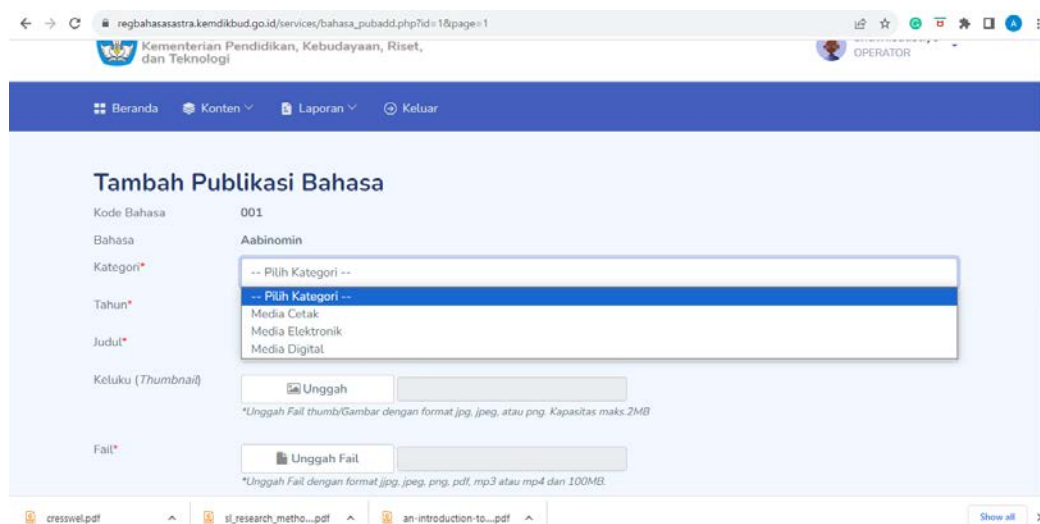 regbahasasastra.kemdikbud.go.id/services/bahasa_pubadd.php?id=1&page=1
Kementerian Pendidikan, Kebudayaan, Riset,
dan Teknologi
OPERATOR
Beranda Konten Laporan Keluar
Tambah Publikasi Bahasa
Kode Bahasa 001
Bahasa Aabinomin
Kategori* -- Pilih Kategori --
-- Pilih Kategori --
Tahun*
Media Cetak
Media Elektronik
Judul*
Media Digital
Keluku (Thumbnail) Unggah
*Unggah Fail thumb/Gambar dengan format jpg, jpeg, atau png. Kapasitas maks.2MB
Fail* Unggah Fail
*Unggah Fail dengan format jjpg, jpeg, png, pdf, mp3 atau mp4 dan 100MB.
cresswel.pdf sl_research_metho....pdf an-introduction-to....pdf Show all